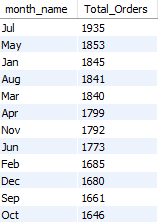 month_name Total_Orders
Jul 1935
May 1853
Jan 1845
Aug 1841
Mar 1840
Apr 1799
Nov 1792
Jun 1773
Feb 1685
Dec 1680
Sep 1661
Oct 1646